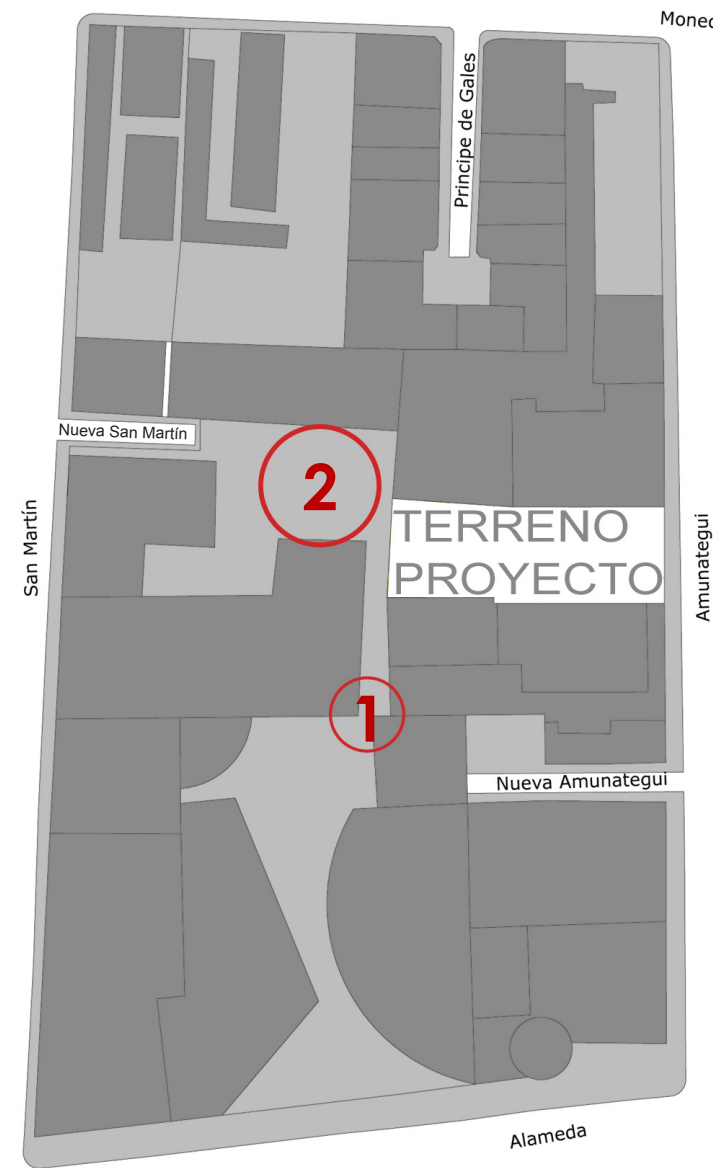 Moned
Principe de Gales
Nueva San Martín
2
TERRENO
PROYECTO
San Martín
Amunategui
1
Nueva Amunategui
Alameda